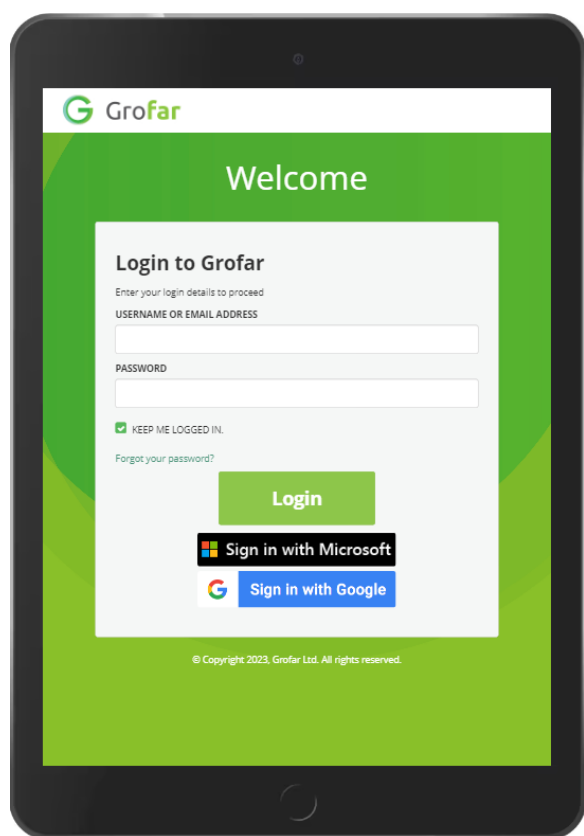 Grofar
Welcome
Login to Grofar
Enter your login details to proceed
USERNAME OR EMAIL ADDRESS
PASSWORD
KEEP ME LOGGED IN.
Forgot your password?
Login
Sign in with Microsoft
Sign in with Google
© Copyright 2023, Grofar Ltd. All rights reserved.